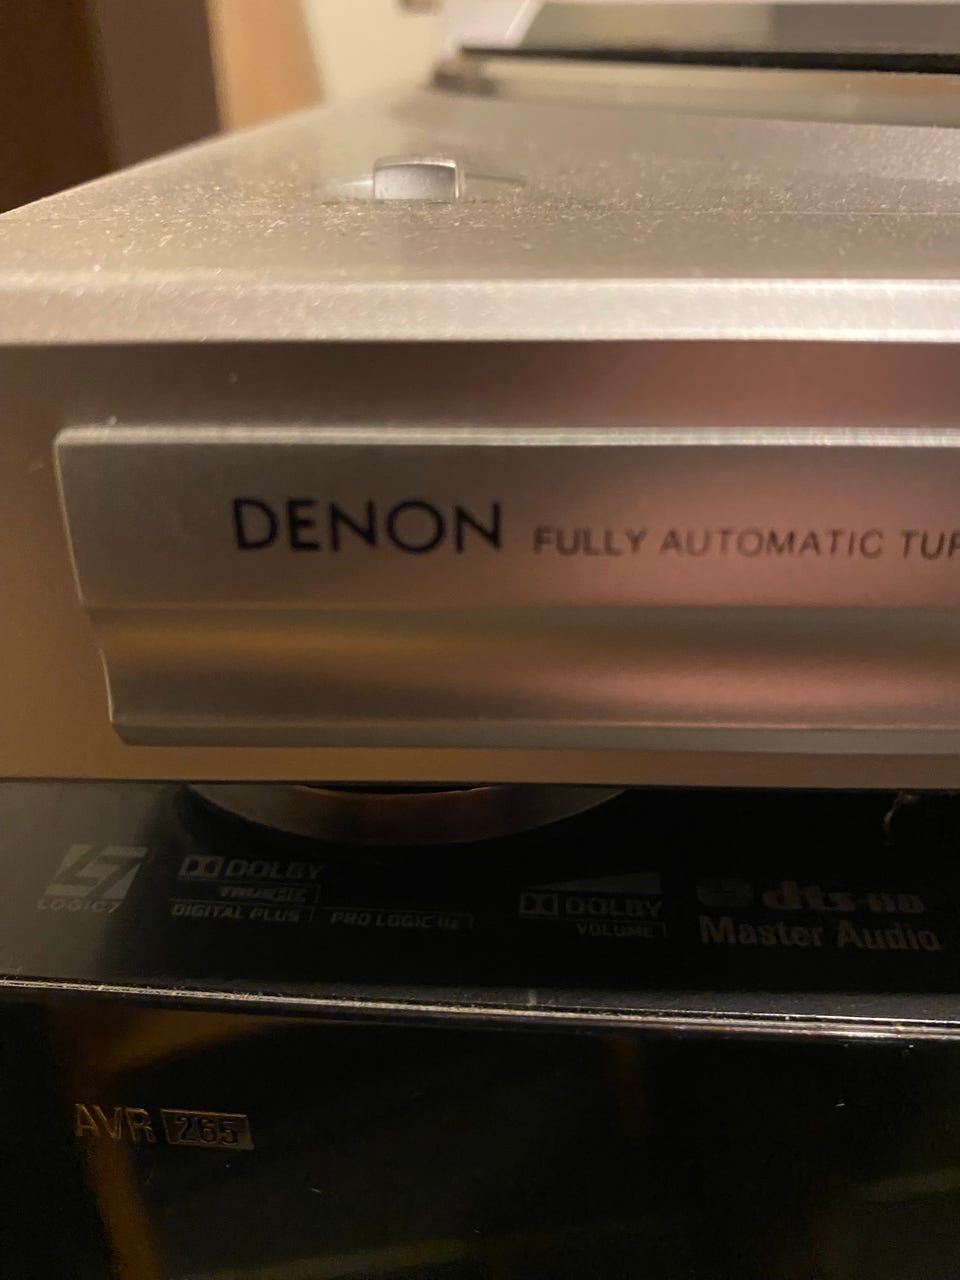 DENON FULLY AUTOMATIC TUR
LOGIC7
DOLBY
TRUEHD
DIGITAL PLUS PRO LOGIC IIz
DOLBY
VOLUME
dts-HD
Master Audio
AVR 265